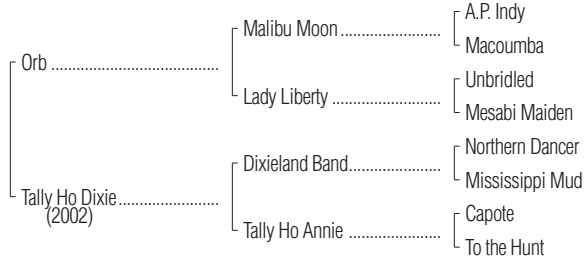 A.P. Indy
Malibu Moon
Macoumba
Orb
Unbridled
Lady Liberty
Mesabi Maiden
Northern Dancer
Dixieland Band
Mississippi Mud
Tally Ho Dixie
(2002)
Capote
Tally Ho Annie
To the Hunt